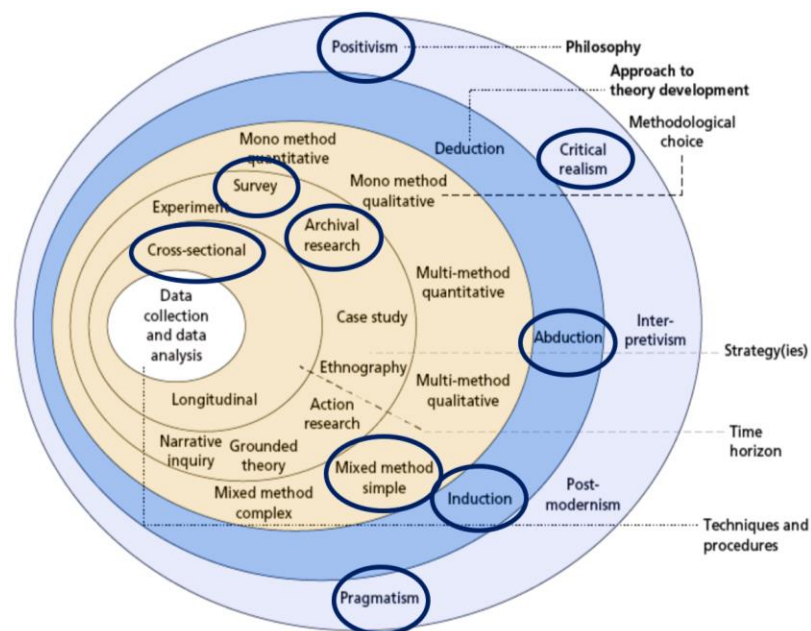 Positivism
Philosophy
Approach to
theory development
Methodological
choice
Deduction
Critical
realism
Mono method
quantitative
Survey
Mono method
qualitative
Experiment
Archival
research
Cross-sectional
Multi-method
quantitative
Data
collection
and data
analysis
Case study
Abduction
Inter-
pretivism
Strategy(ies)
Ethnography
Multi-method
qualitative
Longitudinal
Action
research
Time
horizon
Narrative
inquiry
Grounded
theory
Mixed method
simple
Mixed method
complex
Induction
Post-
modernism
Techniques and
procedures
Pragmatism